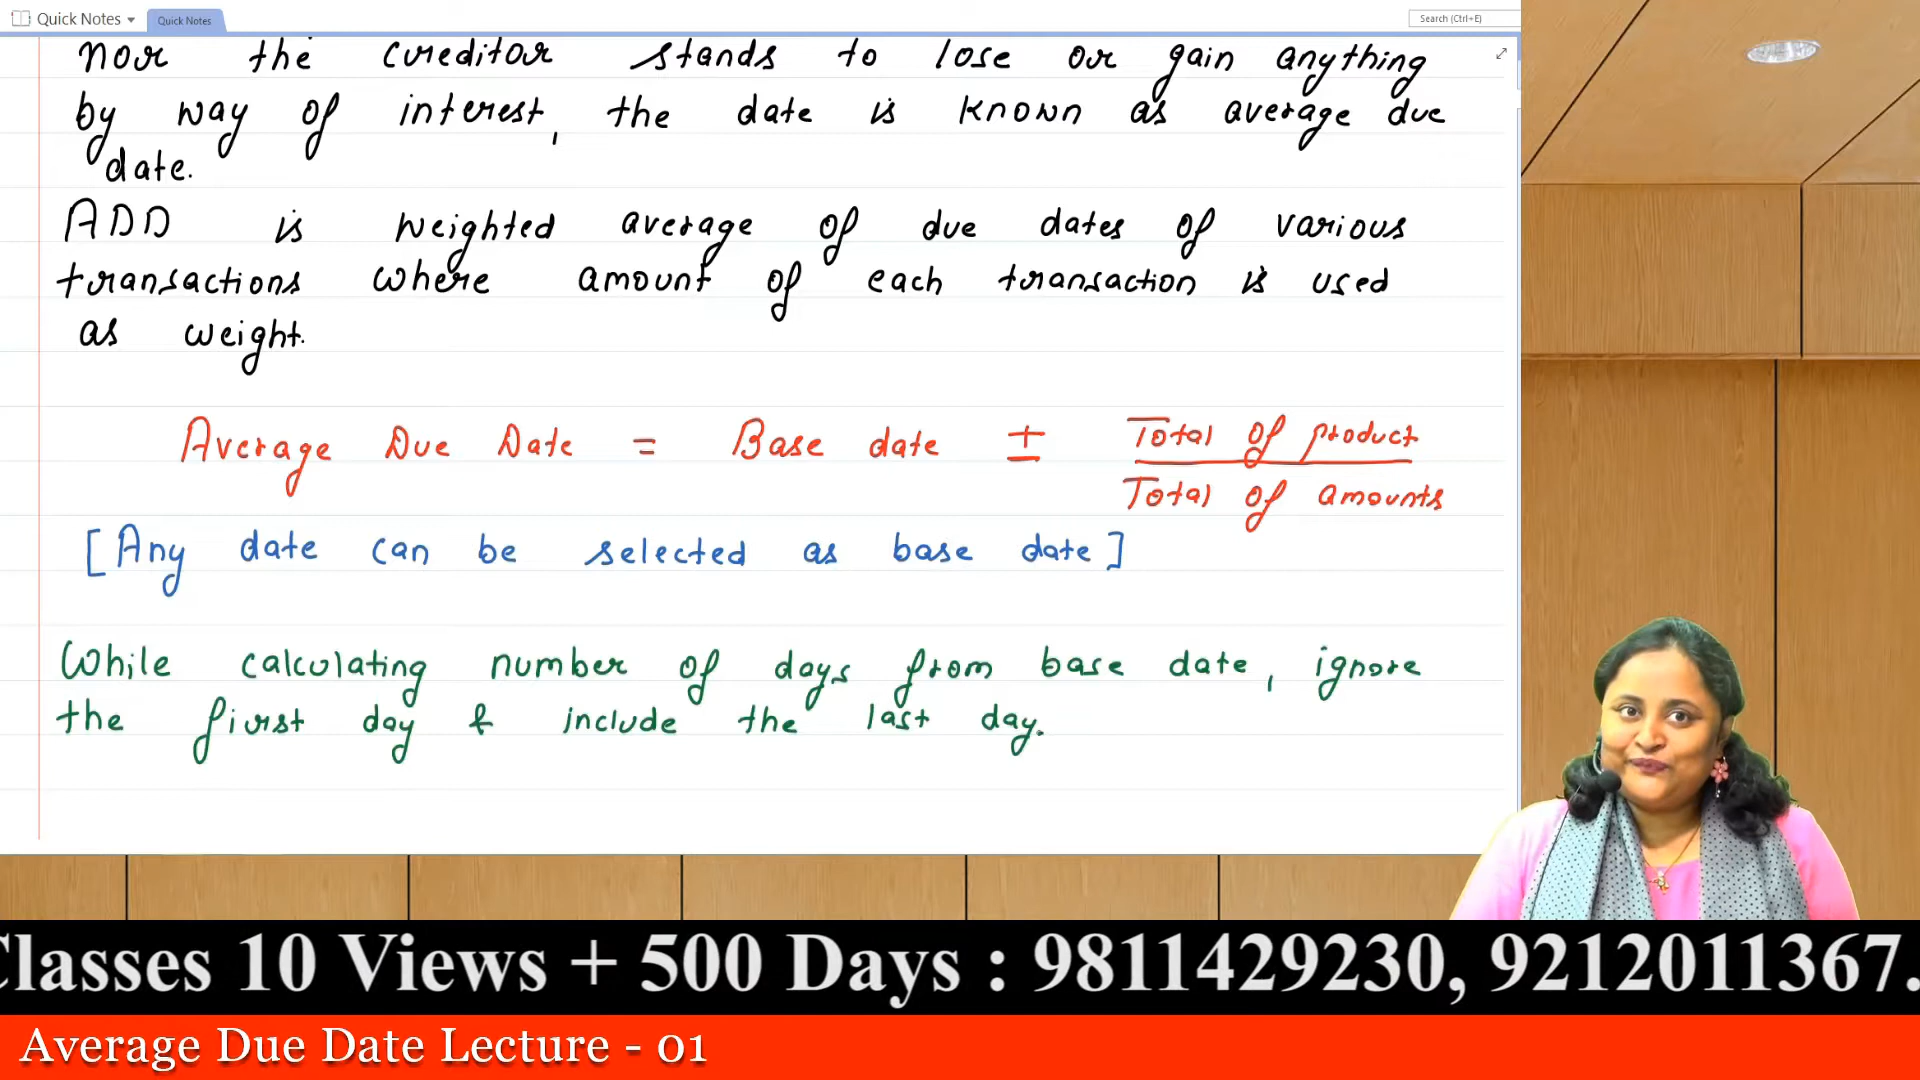 Quick Notes
Quick Notes
Search (Ctrl+E)
nor the creditor stands to lose or gain anything
by way of interest, the date is known as average due
date.
ADD is weighted average of due dates of various
transactions where amount of each transaction is used
as weight.
Average Due Date = Base date ± Total of product
Total of amounts
[Any date can be selected as base date]
While calculating number of days from base date, ignore
the first day & include the last day.
Classes 10 Views + 500 Days : 9811429230, 9212011367.
Average Due Date Lecture - 01